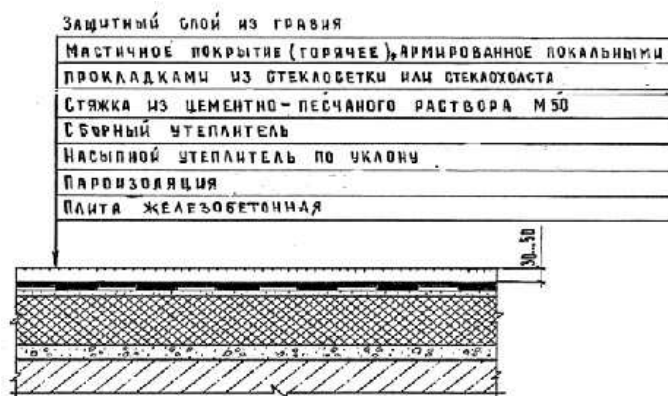 Защитный слой из гравия
Мастичное покрытие (горячее), армированное локальными
прокладками из стеклосетки или стеклохолста
Стяжка из цементно-песчаного раствора М50
Сборный утеплитель
Насыпной утеплитель по уклону
Пароизоляция
Плита железобетонная
30...50